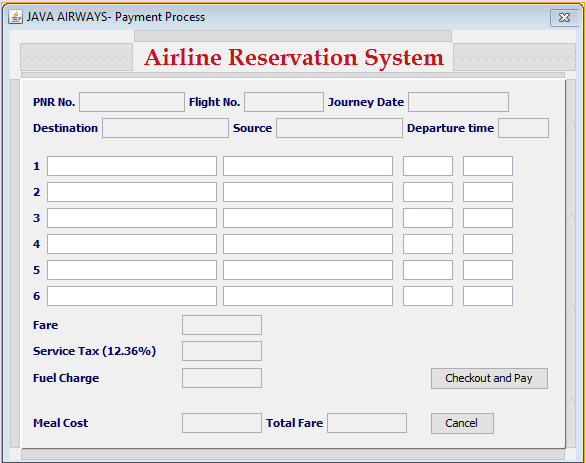 JAVA AIRWAYS- Payment Process
Airline Reservation System
PNR No. Flight No. Journey Date
Destination Source Departure time
1
2
3
4
5
6
Fare
Service Tax (12.36%)
Fuel Charge Checkout and Pay
Meal Cost Total Fare Cancel